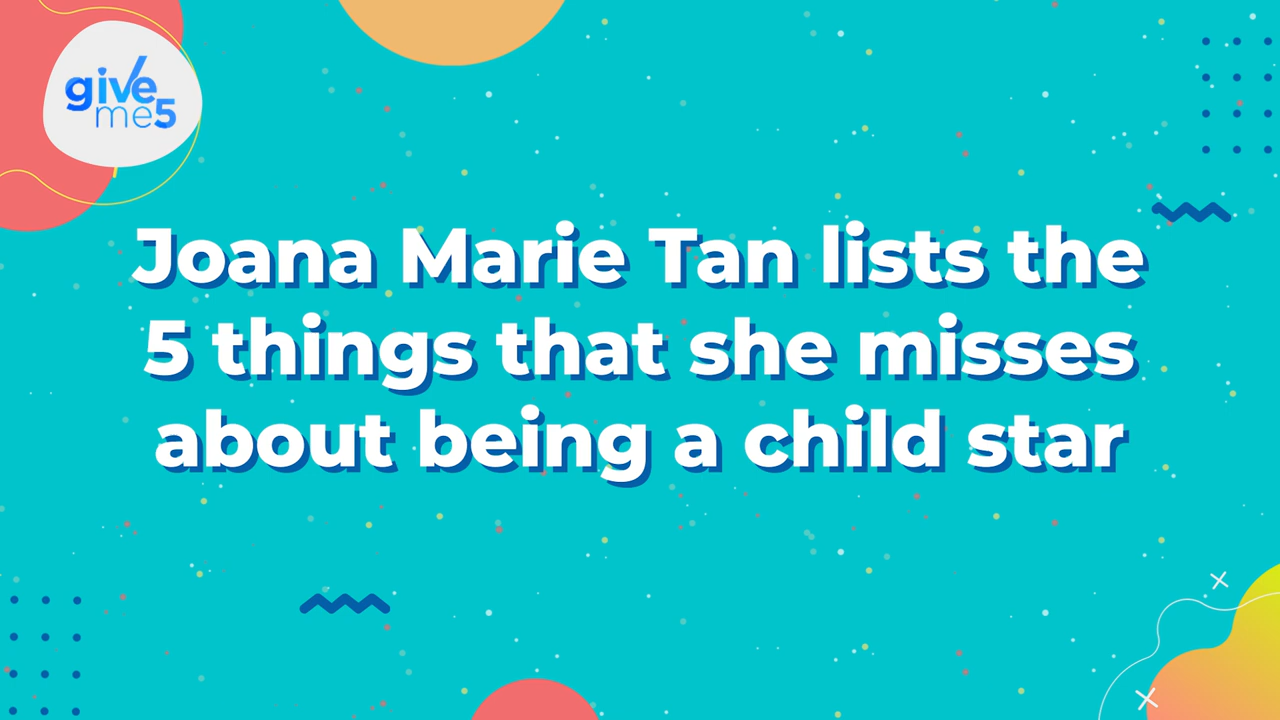 give
me5
Joana Marie Tan lists the
5 things that she misses
about being a child star